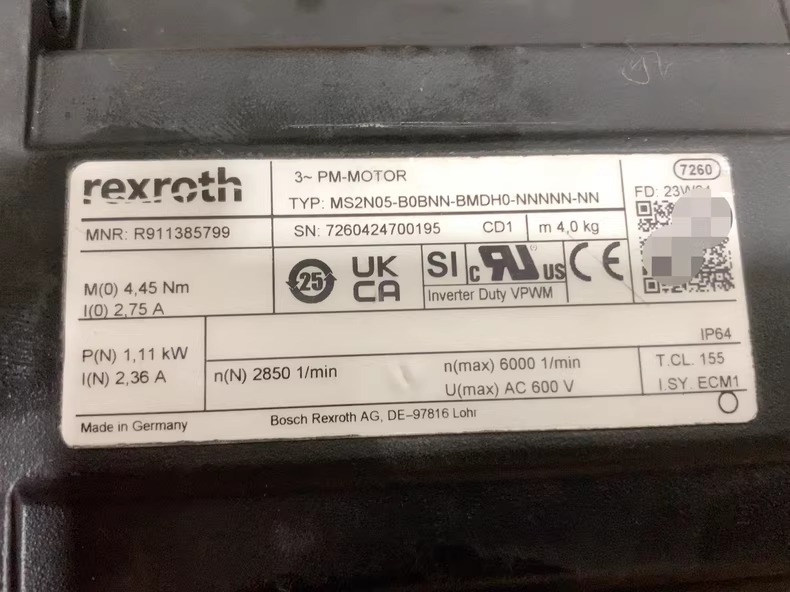 rexroth
3~ PM-MOTOR
7260
TYP: MS2N05-B0BNN-BMDH0-NNNNN-NN
FD:
MNR: R911385799
SN: 7260424700195
CD1
m 4,0 kg
M(0) 4,45 Nm
I(0) 2,75 A
25
UK
CA
SI
c RU US
Inverter Duty VPWM
CE
IP64
P(N) 1,11 kW
I(N) 2,36 A
n(N) 2850 1/min
n(max) 6000 1/min
U(max) AC 600 V
T.CL. 155
I.SY. ECM1
Made in Germany
Bosch Rexroth AG, DE-97816 Lohr